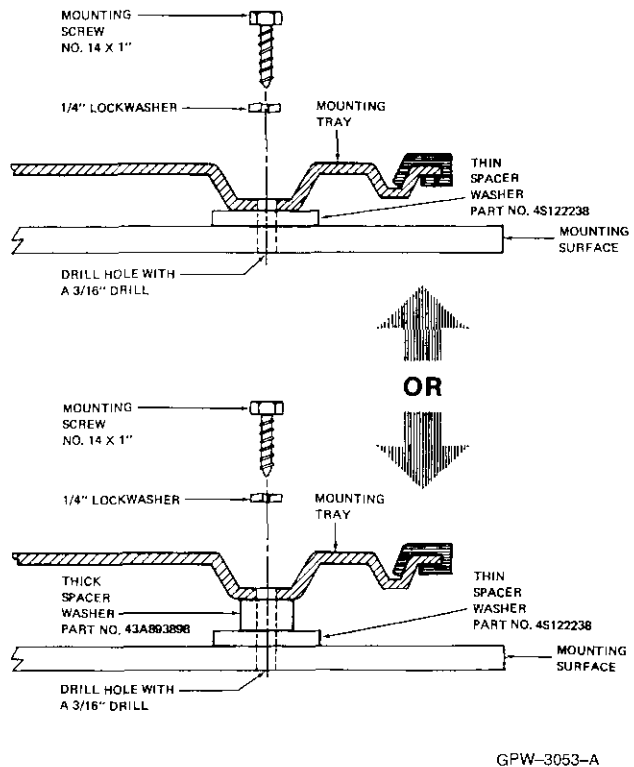 MOUNTING
SCREW
NO. 14 X 1"
1/4" LOCKWASHER
MOUNTING
TRAY
THIN
SPACER
WASHER
PART NO. 4S122238
MOUNTING
SURFACE
DRILL HOLE WITH
A 3/16" DRILL
OR
MOUNTING
SCREW
NO. 14 X 1"
1/4" LOCKWASHER
MOUNTING
TRAY
THICK
SPACER
WASHER
PART NO. 43A893898
THIN
SPACER
WASHER
PART NO. 4S122238
MOUNTING
SURFACE
DRILL HOLE WITH
A 3/16" DRILL
GPW-3053-A